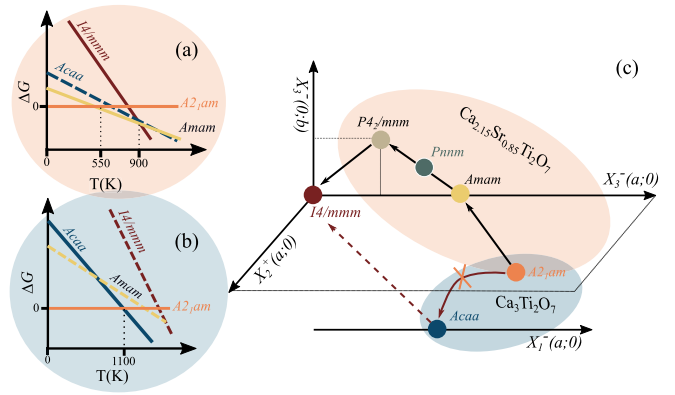 (a)
I4/mmm
Acaa
ΔG
0
A2₁am
Amam
0
550
900
T(K)
(b)
I4/mmm
Acaa
Amam
ΔG
0
A2₁am
0
1100
T(K)
(c)
X₃⁻(0;b)
P4₂/mnm
Ca₂.₁₅Sr₀.₈₅Ti₂O₇
Pnnm
Amam
X₃⁻(a;0)
I4/mmm
X₂⁺(a;0)
A2₁am
Ca₃Ti₂O₇
Acaa
X₁⁻(a;0)